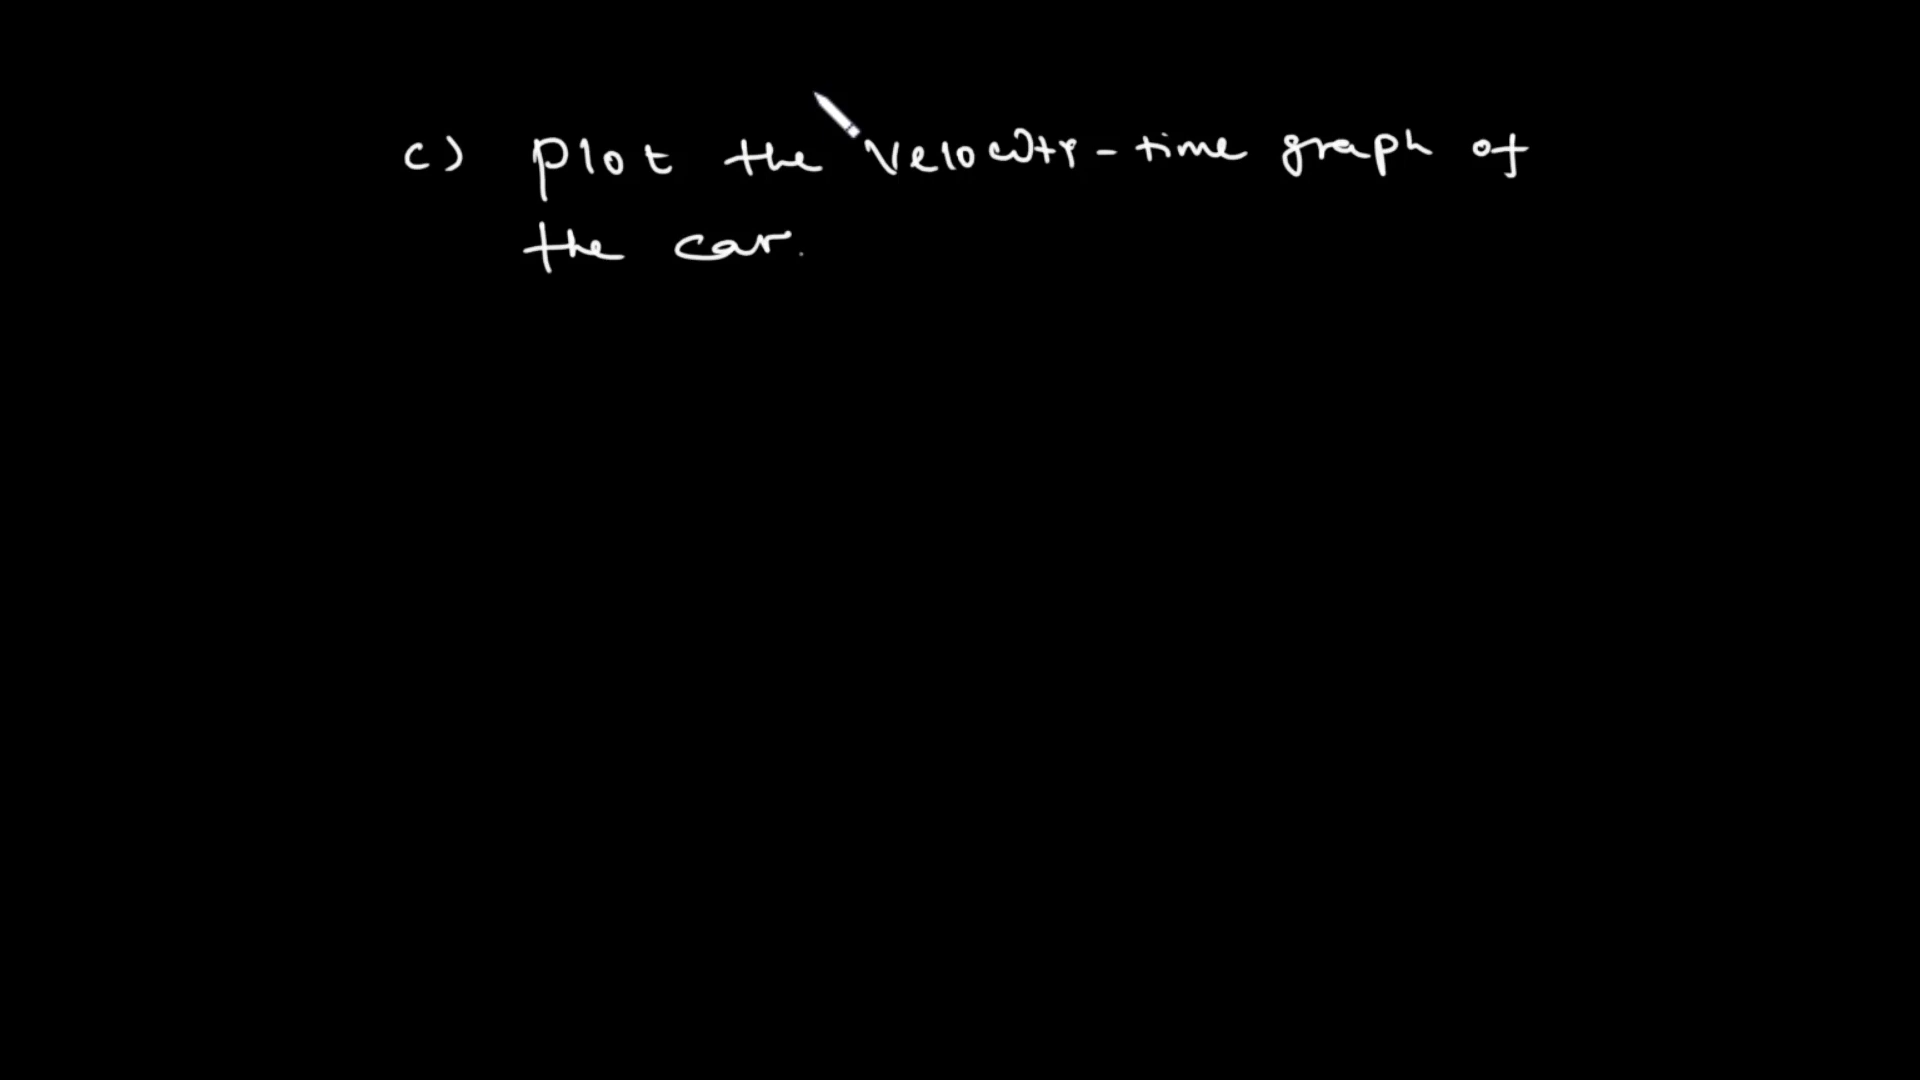 c) plot the velocity-time graph of
the car.